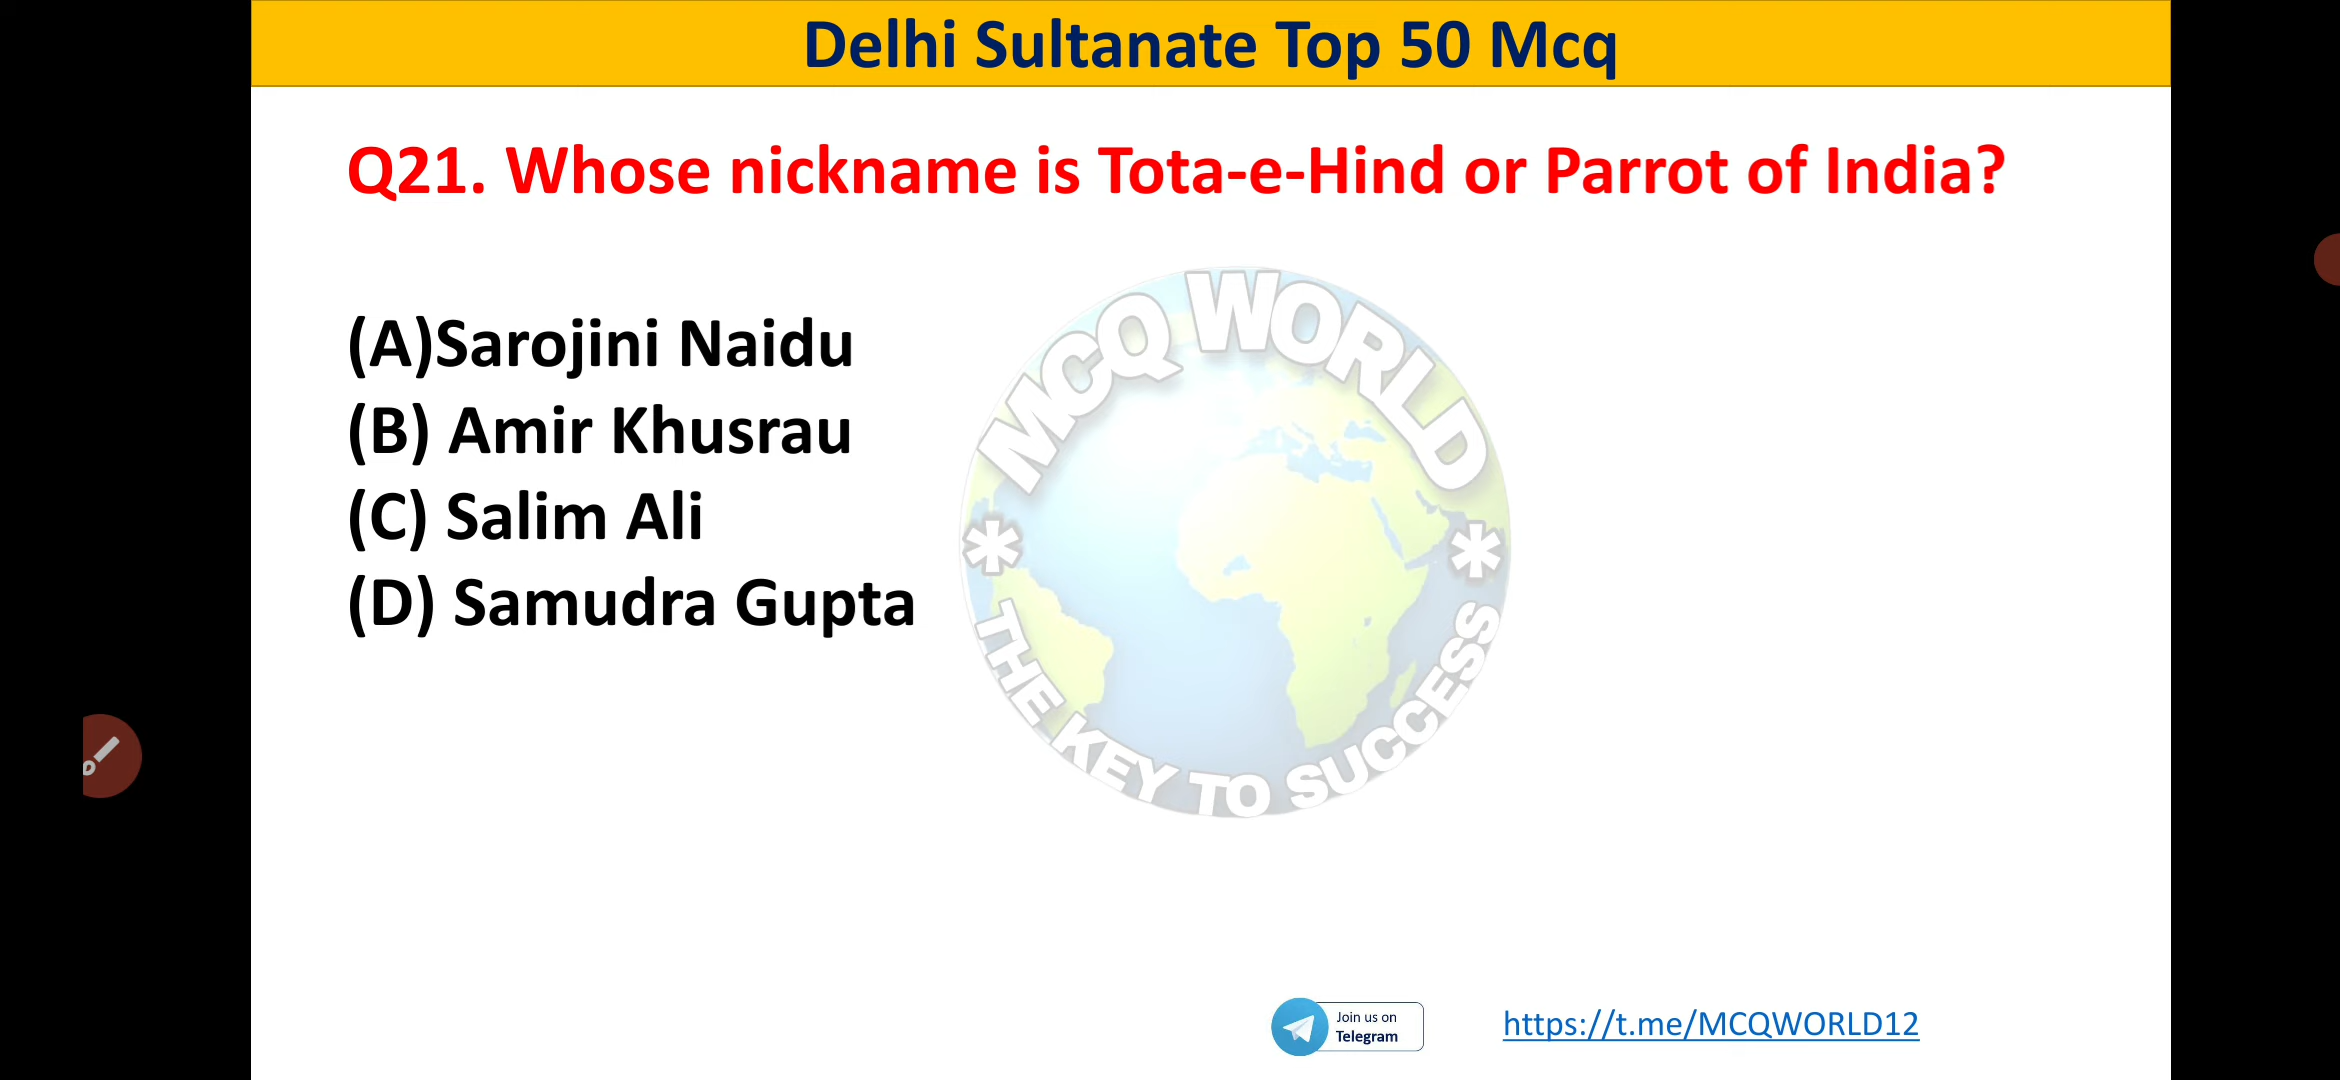 Delhi Sultanate Top 50 Mcq
Q21. Whose nickname is Tota-e-Hind or Parrot of India?
(A)Sarojini Naidu
(B) Amir Khusrau
(C) Salim Ali
(D) Samudra Gupta
MCQ WORLD
* THE KEY TO SUCCESS *
Join us on
Telegram
https://t.me/MCQWORLD12